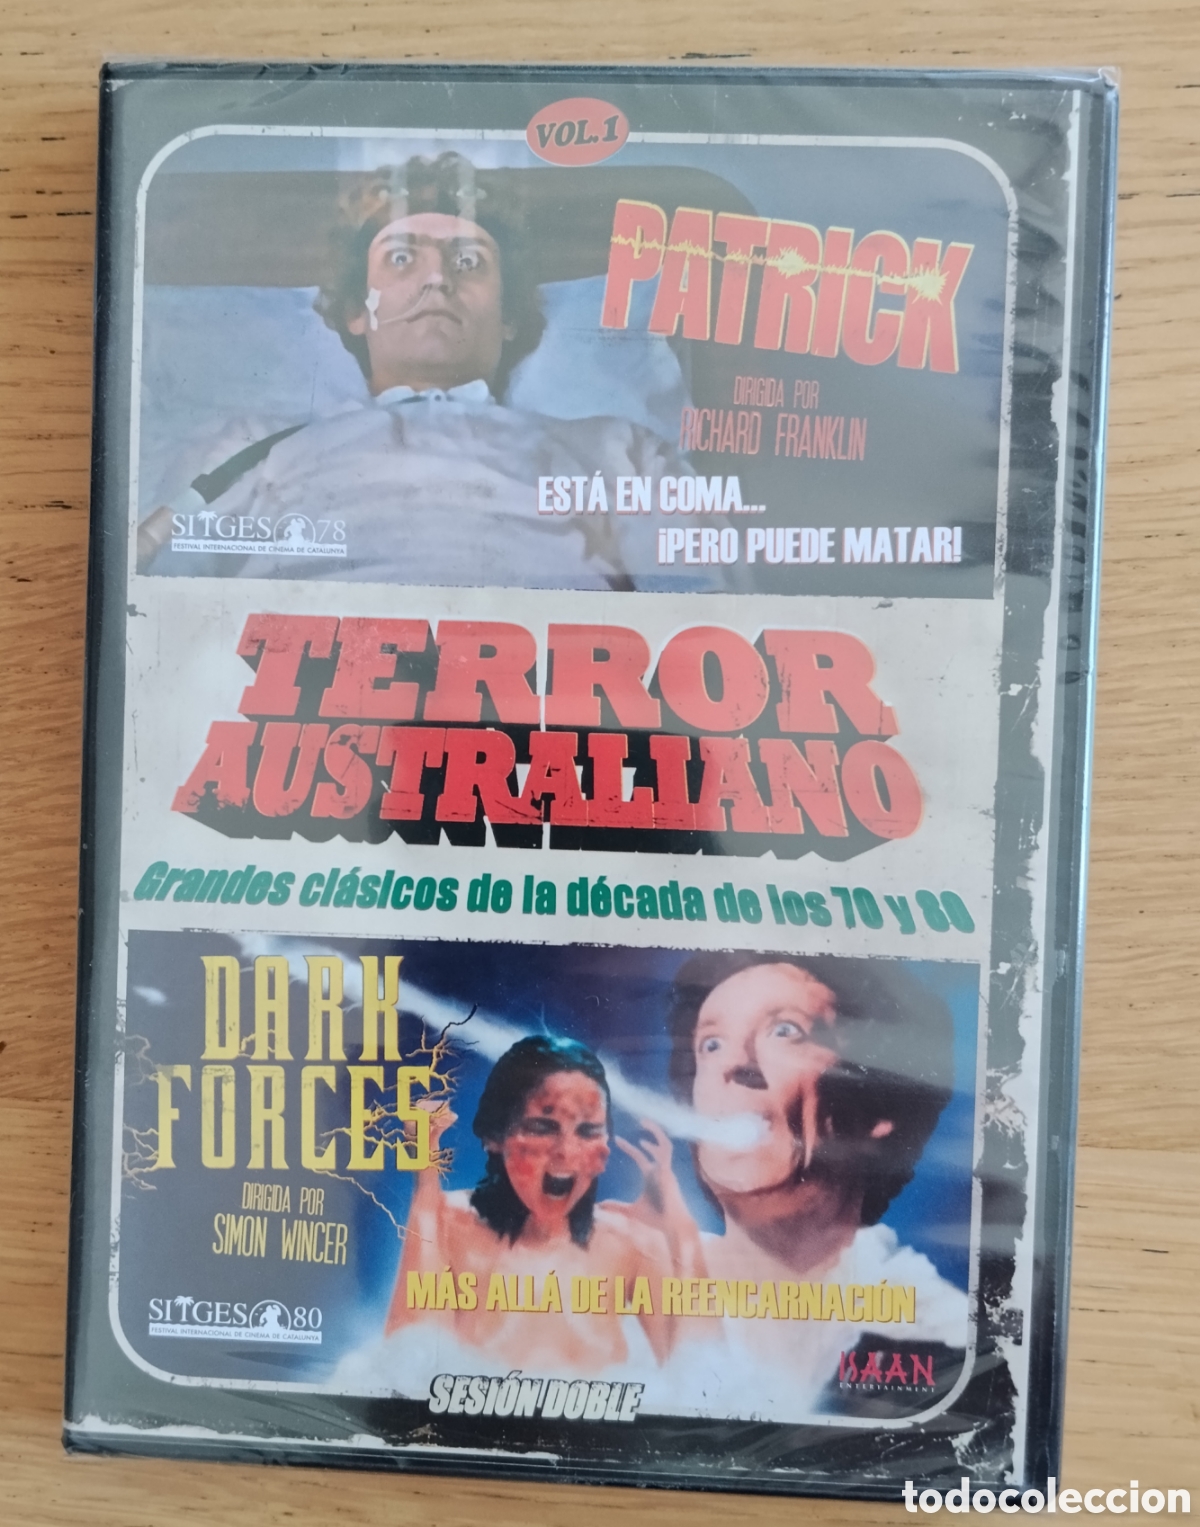 VOL.1
PATRICK
DIRIGIDA POR
RICHARD FRANKLIN
ESTÁ EN COMA...
¡PERO PUEDE MATAR!
SITGES 78
FESTIVAL INTERNACIONAL DE CINEMA DE CATALUNYA
TERROR
AUSTRALIANO
Grandes clásicos de la década de los 70 y 80
DARK
FORCES
DIRIGIDA POR
SIMON WINCER
MÁS ALLÁ DE LA REENCARNACIÓN
SITGES 80
FESTIVAL INTERNACIONAL DE CINEMA DE CATALUNYA
ISAAN
ENTERTAINMENT
SESIÓN DOBLE
todocoleccion